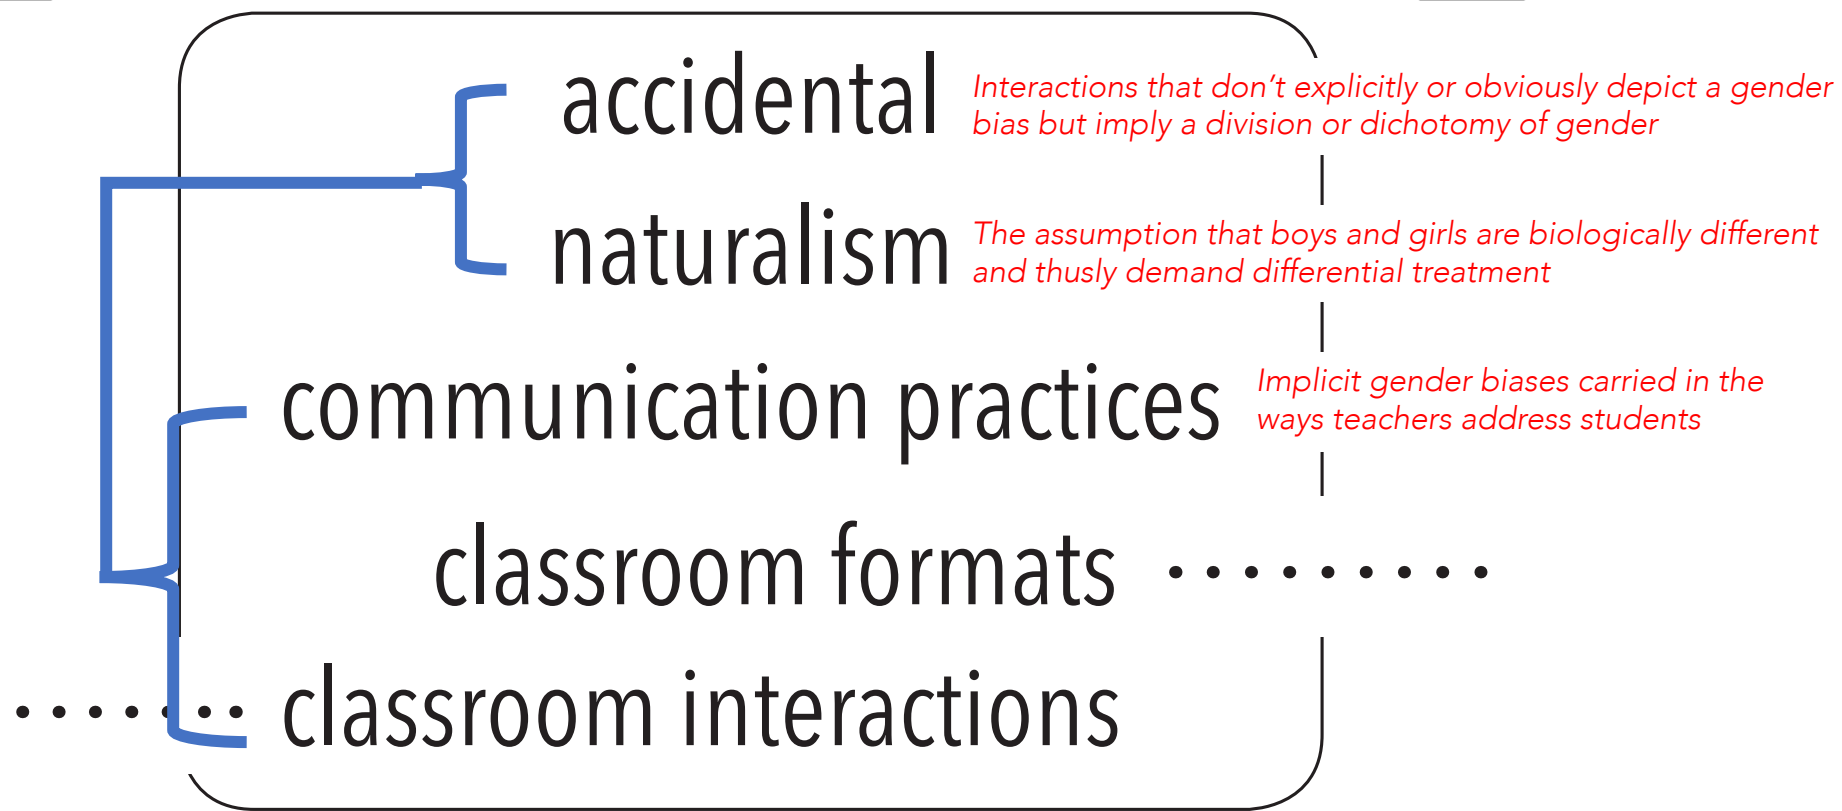 accidental
Interactions that don’t explicitly or obviously depict a gender
bias but imply a division or dichotomy of gender
naturalism
The assumption that boys and girls are biologically different
and thusly demand differential treatment
communication practices
Implicit gender biases carried in the
ways teachers address students
classroom formats
classroom interactions